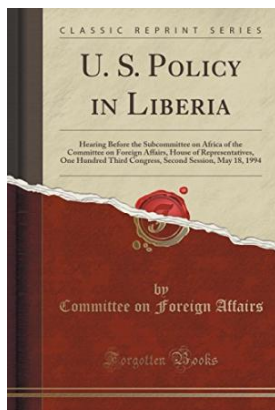 CLASSIC REPRINT SERIES
U. S. Policy
in Liberia
Hearing Before the Subcommittee on Africa of the
Committee on Foreign Affairs, House of Representatives,
One Hundred Third Congress, Second Session, May 18, 1994
by
Committee on Foreign Affairs
Forgotten Books